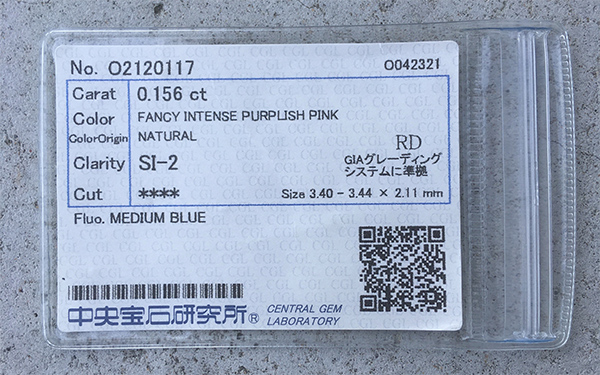 No. O2120117 O042321
Carat 0.156 ct
Color FANCY INTENSE PURPLISH PINK
ColorOrigin NATURAL
Clarity SI-2 RD
GIAグレーディング
システムに準拠
Cut **** Size 3.40 - 3.44 × 2.11 mm
Fluo. MEDIUM BLUE
中央宝石研究所® CENTRAL GEM
LABORATORY
CGL